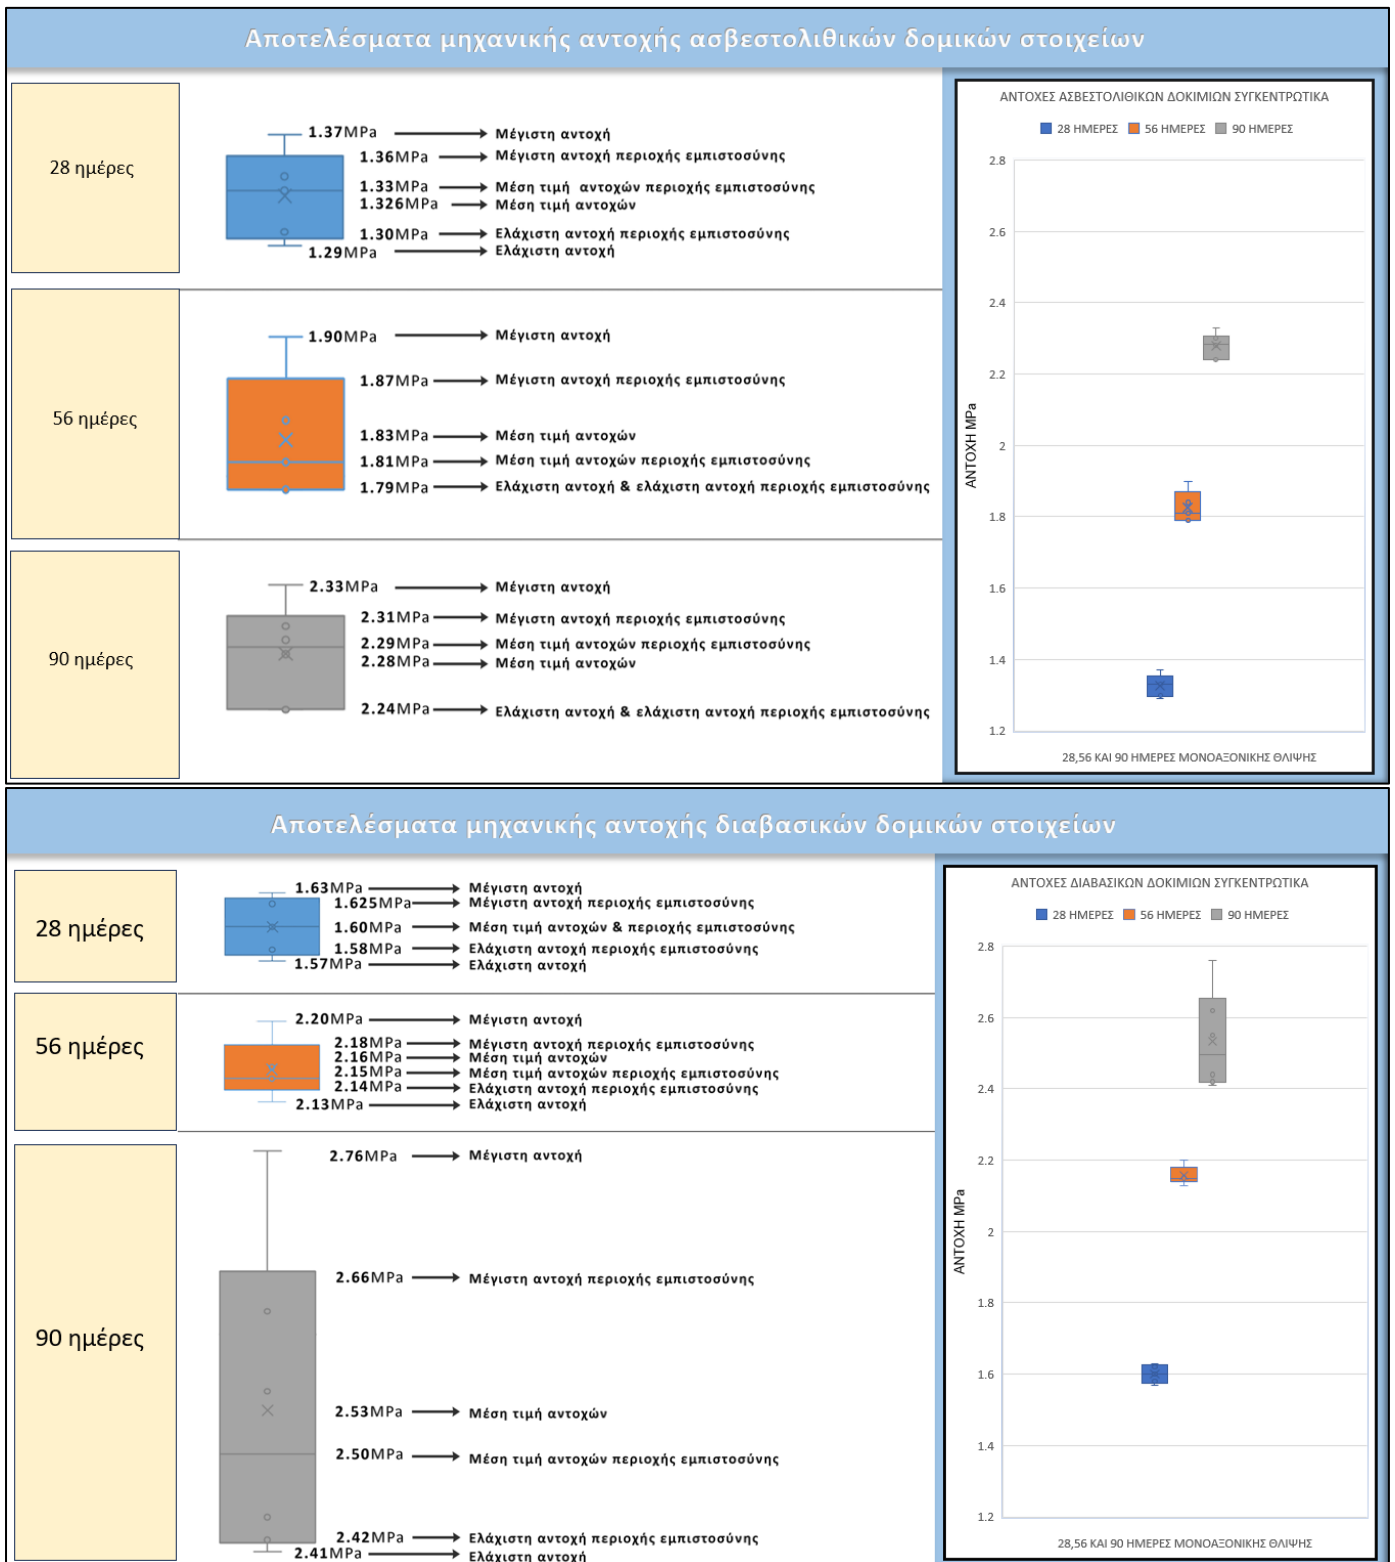 Αποτελέσματα μηχανικής αντοχής ασβεστολιθικών δομικών στοιχείων
28 ημέρες
1.37MPa Μέγιστη αντοχή
1.36MPa Μέγιστη αντοχή περιοχής εμπιστοσύνης
1.33MPa Μέση τιμή αντοχών περιοχής εμπιστοσύνης
1.326MPa Μέση τιμή αντοχών
1.30MPa Ελάχιστη αντοχή περιοχής εμπιστοσύνης
1.29MPa Ελάχιστη αντοχή
56 ημέρες
1.90MPa Μέγιστη αντοχή
1.87MPa Μέγιστη αντοχή περιοχής εμπιστοσύνης
1.83MPa Μέση τιμή αντοχών
1.81MPa Μέση τιμή αντοχών περιοχής εμπιστοσύνης
1.79MPa Ελάχιστη αντοχή & ελάχιστη αντοχή περιοχής εμπιστοσύνης
90 ημέρες
2.33MPa Μέγιστη αντοχή
2.31MPa Μέγιστη αντοχή περιοχής εμπιστοσύνης
2.29MPa Μέση τιμή αντοχών περιοχής εμπιστοσύνης
2.28MPa Μέση τιμή αντοχών
2.24MPa Ελάχιστη αντοχή & ελάχιστη αντοχή περιοχής εμπιστοσύνης
ΑΝΤΟΧΕΣ ΑΣΒΕΣΤΟΛΙΘΙΚΩΝ ΔΟΚΙΜΙΩΝ ΣΥΓΚΕΝΤΡΩΤΙΚΑ
28 ΗΜΕΡΕΣ 56 ΗΜΕΡΕΣ 90 ΗΜΕΡΕΣ
2.8
2.6
2.4
2.2
2
1.8
1.6
1.4
1.2
ΑΝΤΟΧΗ MPa
28,56 ΚΑΙ 90 ΗΜΕΡΕΣ ΜΟΝΟΑΞΟΝΙΚΗΣ ΘΛΙΨΗΣ
Αποτελέσματα μηχανικής αντοχής διαβασικών δομικών στοιχείων
28 ημέρες
1.63MPa Μέγιστη αντοχή
1.625MPa Μέγιστη αντοχή περιοχής εμπιστοσύνης
1.60MPa Μέση τιμή αντοχών & περιοχής εμπιστοσύνης
1.58MPa Ελάχιστη αντοχή περιοχής εμπιστοσύνης
1.57MPa Ελάχιστη αντοχή
56 ημέρες
2.20MPa Μέγιστη αντοχή
2.18MPa Μέγιστη αντοχή περιοχής εμπιστοσύνης
2.16MPa Μέση τιμή αντοχών
2.15MPa Μέση τιμή αντοχών περιοχής εμπιστοσύνης
2.14MPa Ελάχιστη αντοχή περιοχής εμπιστοσύνης
2.13MPa Ελάχιστη αντοχή
90 ημέρες
2.76MPa Μέγιστη αντοχή
2.66MPa Μέγιστη αντοχή περιοχής εμπιστοσύνης
2.53MPa Μέση τιμή αντοχών
2.50MPa Μέση τιμή αντοχών περιοχής εμπιστοσύνης
2.42MPa Ελάχιστη αντοχή περιοχής εμπιστοσύνης
2.41MPa Ελάχιστη αντοχή
ΑΝΤΟΧΕΣ ΔΙΑΒΑΣΙΚΩΝ ΔΟΚΙΜΙΩΝ ΣΥΓΚΕΝΤΡΩΤΙΚΑ
28 ΗΜΕΡΕΣ 56 ΗΜΕΡΕΣ 90 ΗΜΕΡΕΣ
2.8
2.6
2.4
2.2
2
1.8
1.6
1.4
1.2
ΑΝΤΟΧΗ MPa
28,56 ΚΑΙ 90 ΗΜΕΡΕΣ ΜΟΝΟΑΞΟΝΙΚΗΣ ΘΛΙΨΗΣ